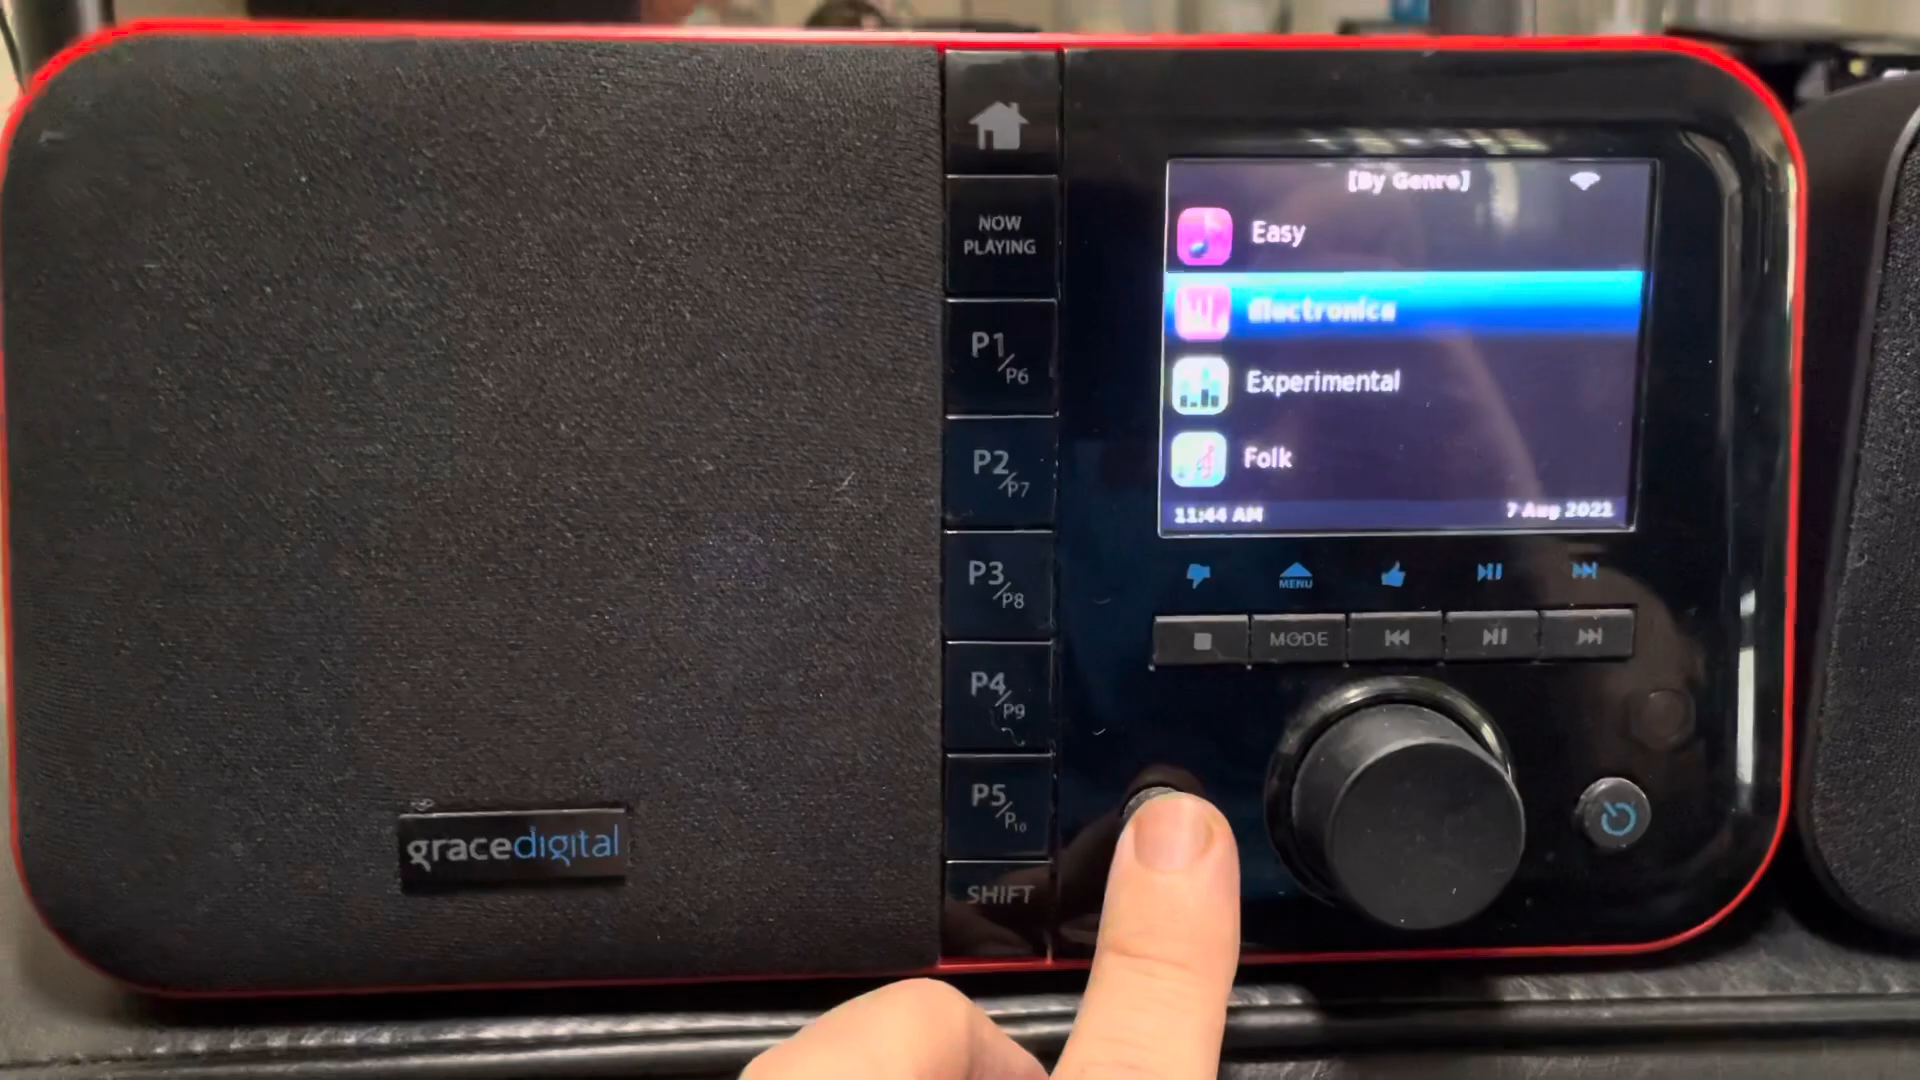 NOW
PLAYING
P1/P6
P2/P7
P3/P8
P4/P9
P5/P10
SHIFT
gracedigital
[By Genre]
Easy
Electronica
Experimental
Folk
11:44 AM
7 Aug 2021
MENU
MODE